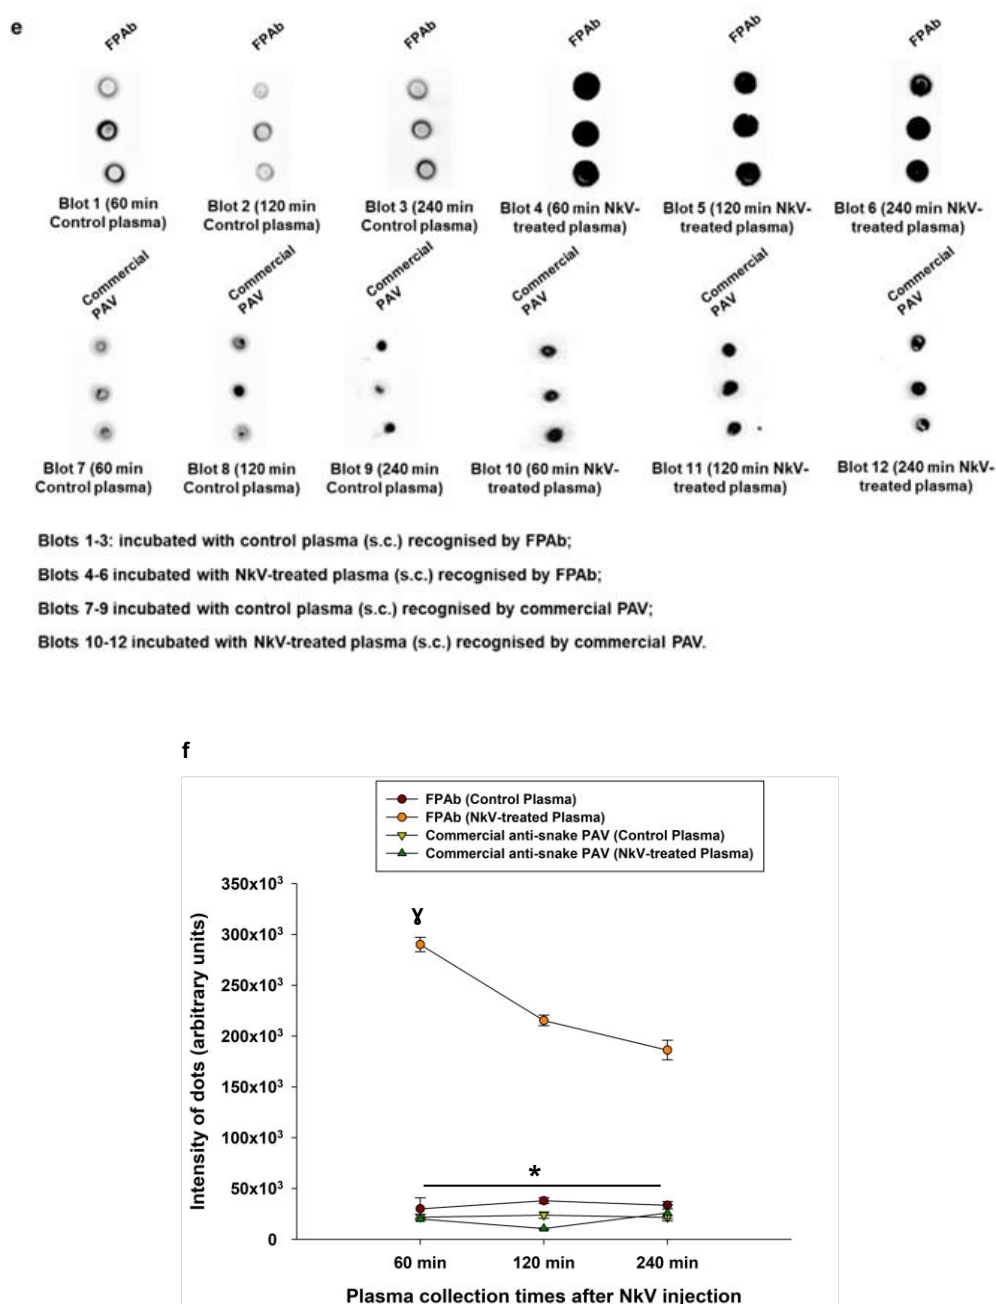 e
FPAb FPAb FPAb FPAb FPAb FPAb
Blot 1 (60 min Control plasma)
Blot 2 (120 min Control plasma)
Blot 3 (240 min Control plasma)
Blot 4 (60 min NkV-treated plasma)
Blot 5 (120 min NkV-treated plasma)
Blot 6 (240 min NkV-treated plasma)
Commercial PAV Commercial PAV Commercial PAV Commercial PAV Commercial PAV Commercial PAV
Blot 7 (60 min Control plasma)
Blot 8 (120 min Control plasma)
Blot 9 (240 min Control plasma)
Blot 10 (60 min NkV-treated plasma)
Blot 11 (120 min NkV-treated plasma)
Blot 12 (240 min NkV-treated plasma)
Blots 1-3: incubated with control plasma (s.c.) recognised by FPAb;
Blots 4-6 incubated with NkV-treated plasma (s.c.) recognised by FPAb;
Blots 7-9 incubated with control plasma (s.c.) recognised by commercial PAV;
Blots 10-12 incubated with NkV-treated plasma (s.c.) recognised by commercial PAV.
f
FPAb (Control Plasma)
FPAb (NkV-treated Plasma)
Commercial anti-snake PAV (Control Plasma)
Commercial anti-snake PAV (NkV-treated Plasma)
Intensity of dots (arbitrary units)
350x10³
300x10³
250x10³
200x10³
150x10³
100x10³
50x10³
0
Ɣ
*
60 min 120 min 240 min
Plasma collection times after NkV injection